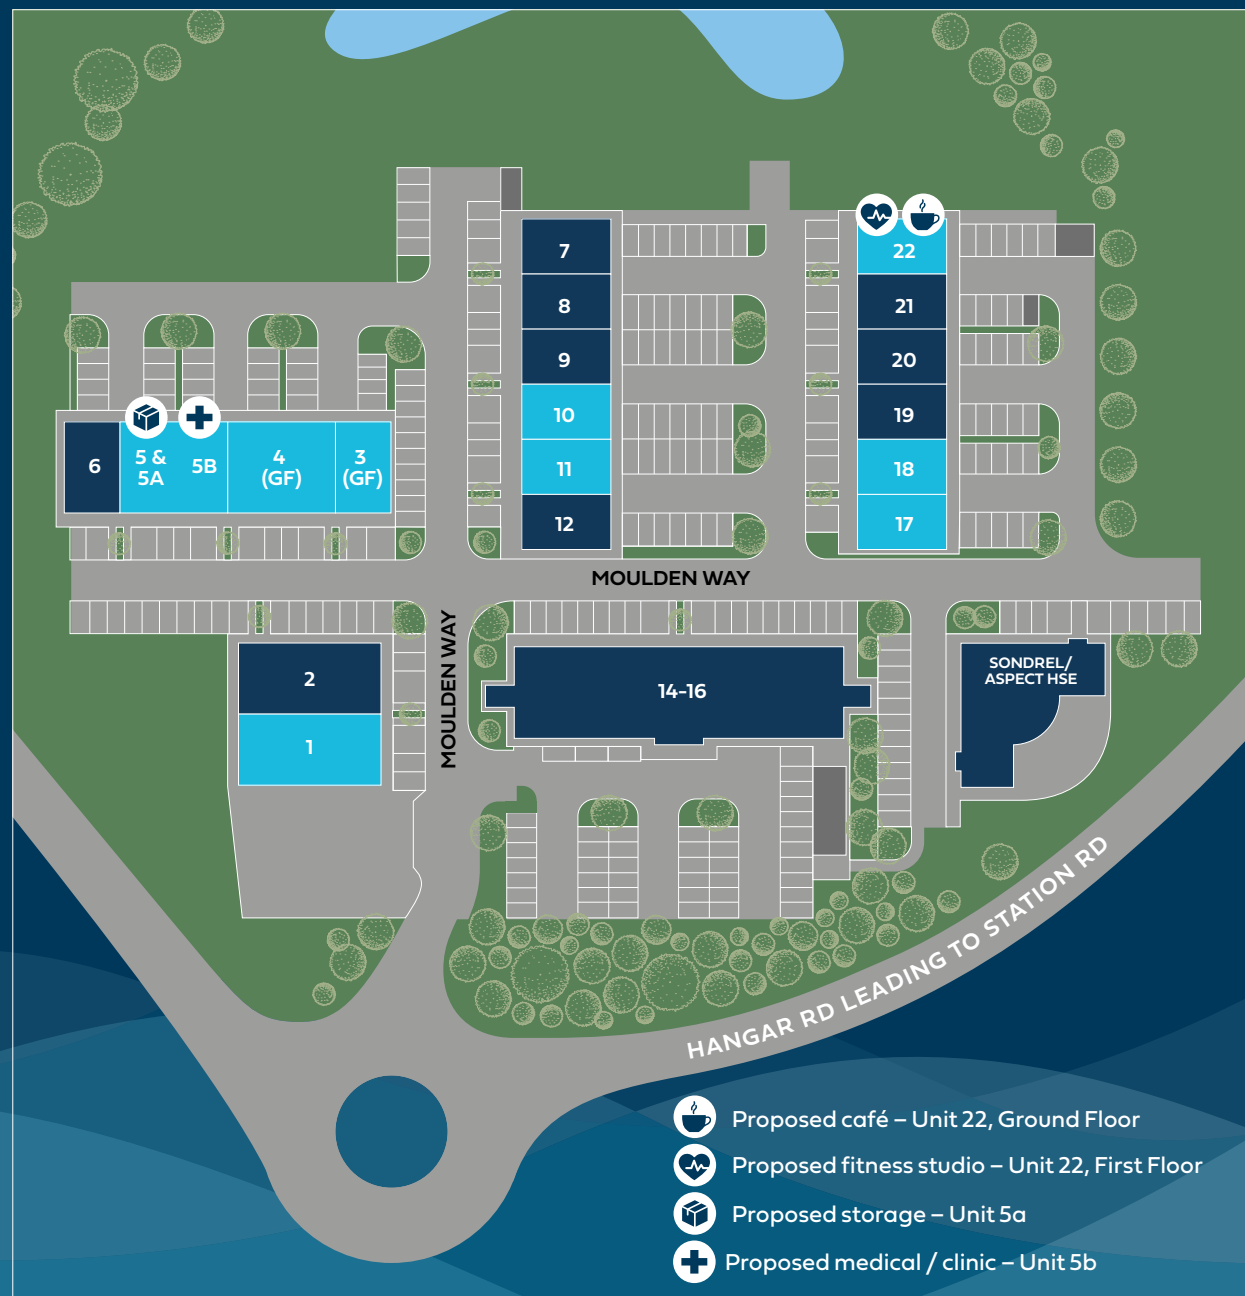 7
8
9
10
11
12
22
21
20
19
18
17
6
5 &
5A
5B
4
(GF)
3
(GF)
MOULDEN WAY
MOULDEN WAY
2
1
14-16
SONDREL/
ASPECT HSE
HANGAR RD LEADING TO STATION RD
Proposed café – Unit 22, Ground Floor
Proposed fitness studio – Unit 22, First Floor
Proposed storage – Unit 5a
Proposed medical / clinic – Unit 5b